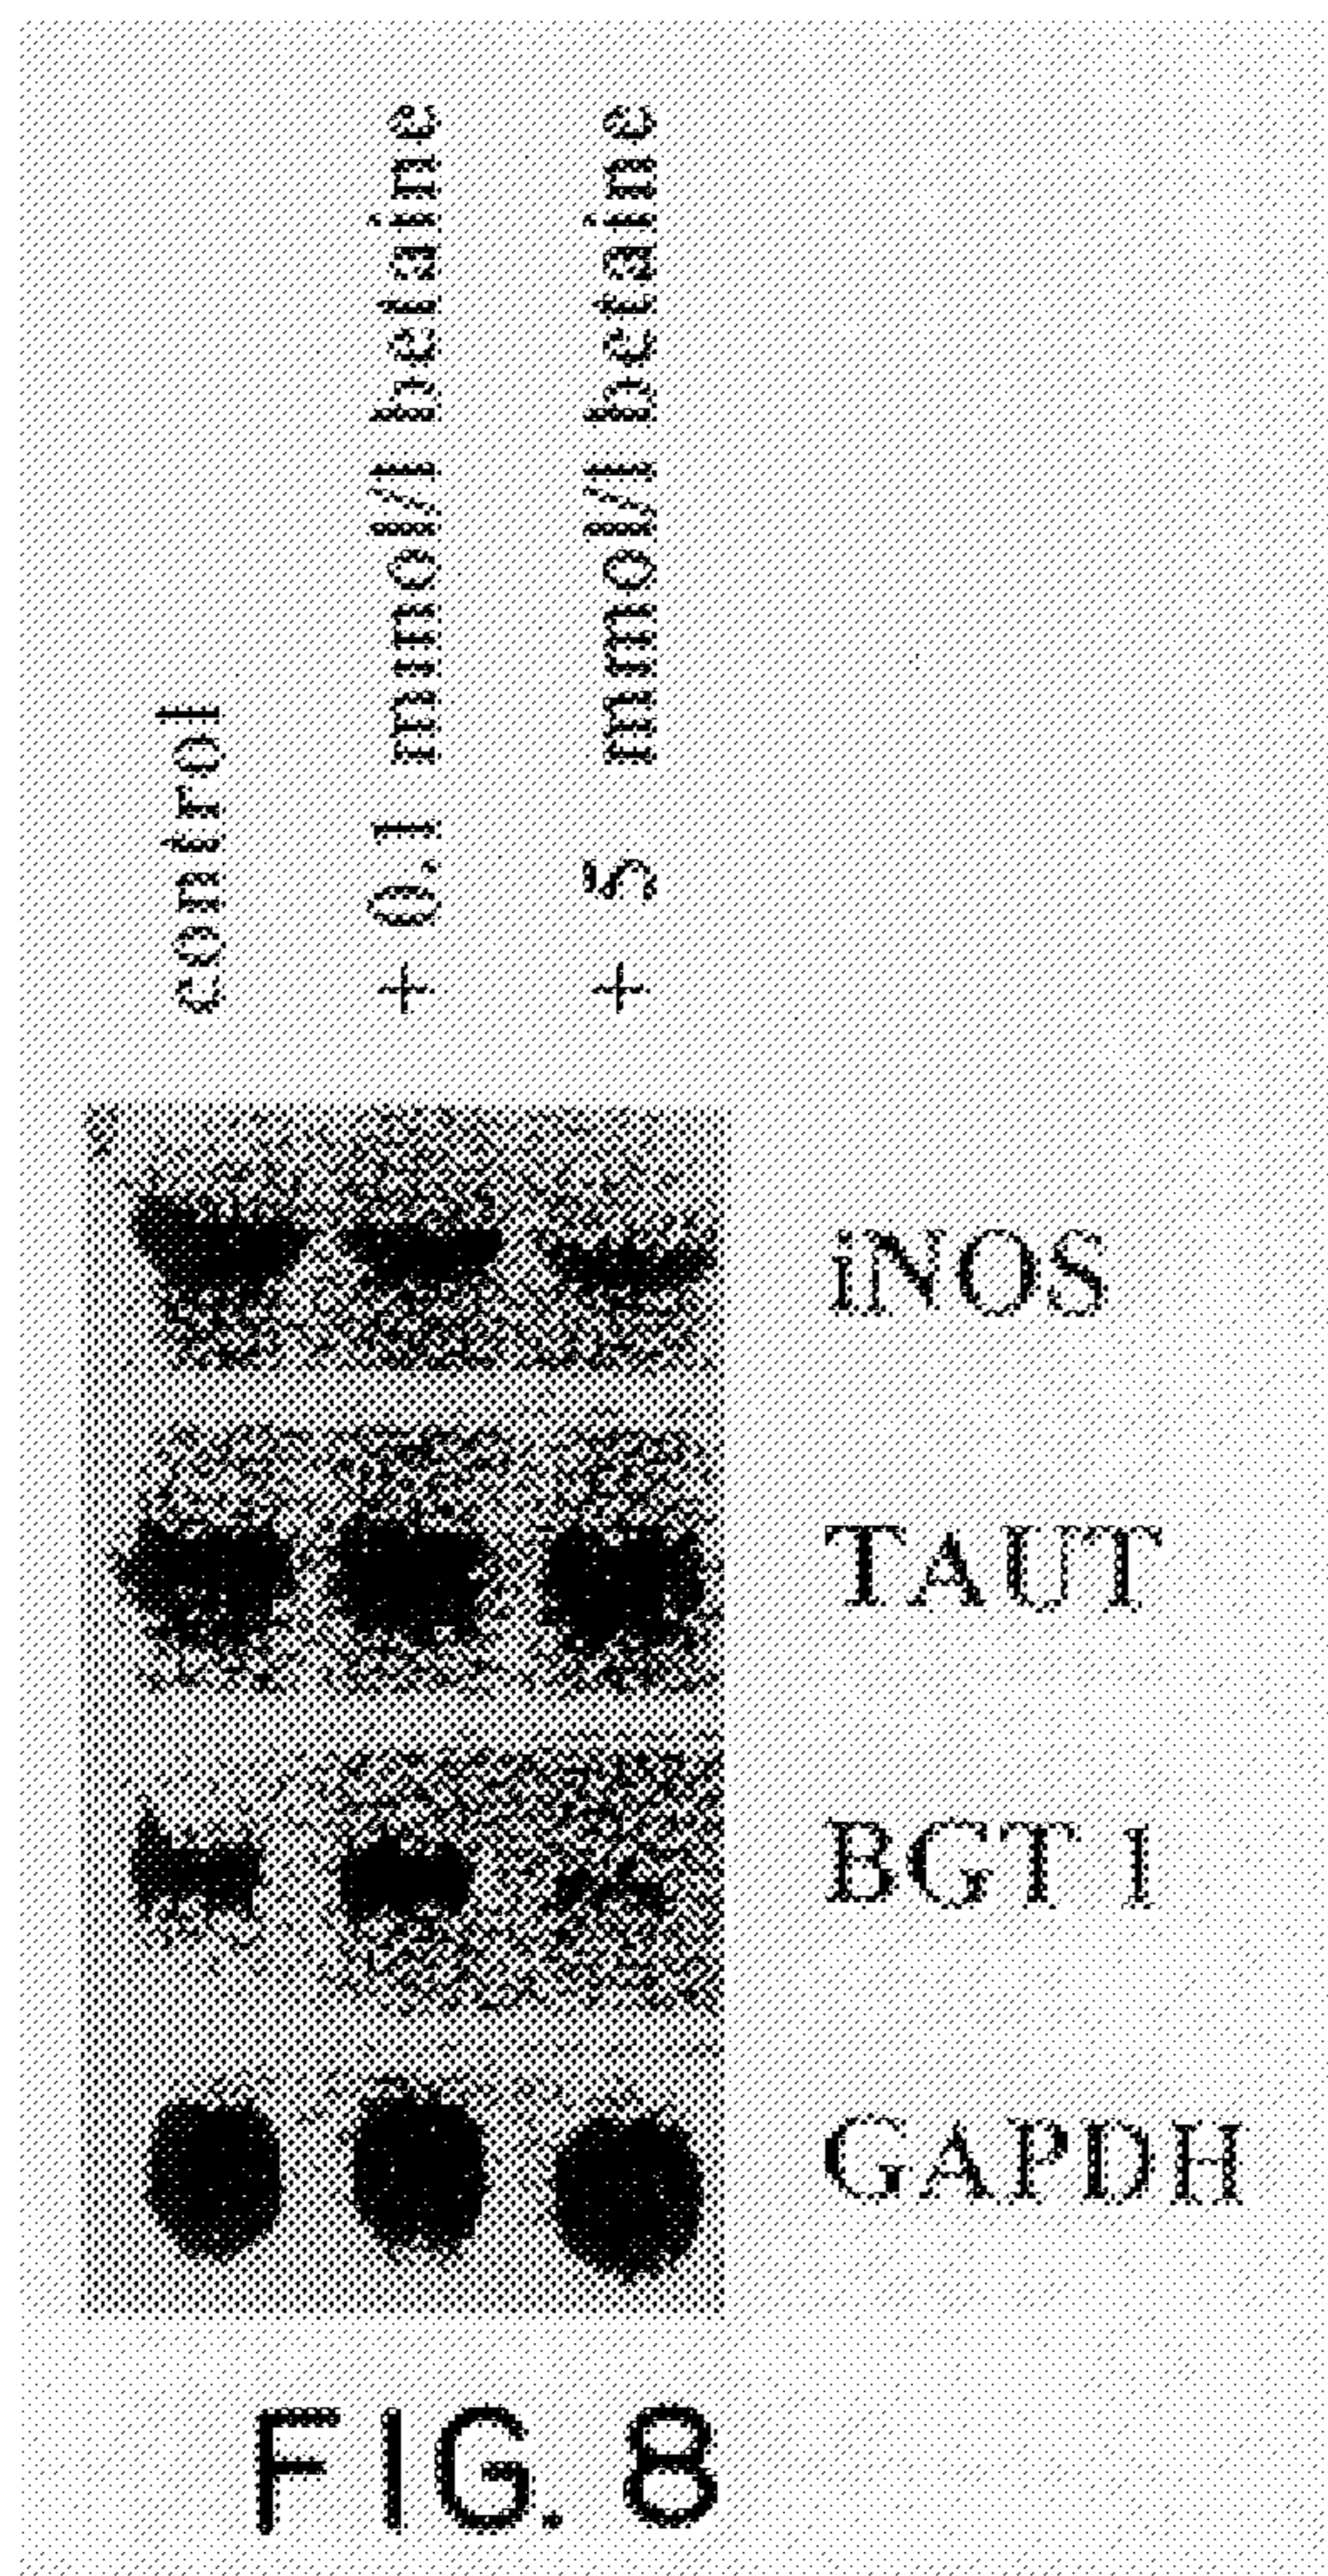 control
+ 0.1 mmol/l betaine
+ 5 mmol/l betaine
iNOS
TAUT
BGT 1
GAPDH
FIG. 8